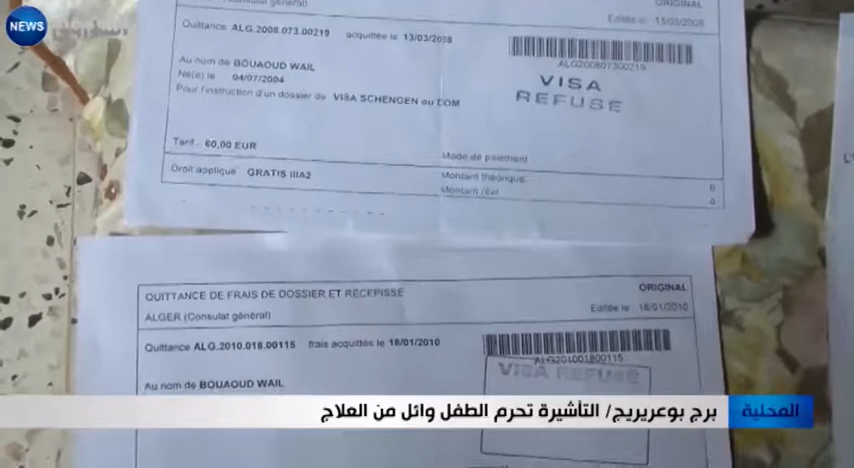 NEWS
(Consulat général)
ORIGINAL
Editée le 13/03/2008
Quittance ALG.2008.073.00219 acquittée le 13/03/2008
ALG200807300219
Au nom de BOUAOUD WAIL
VISA
REFUSE
Né(e) le 04/07/2004
Pour l'instruction d'un dossier de VISA SCHENGEN ou DOM
Tarif 60,00 EUR
Mode de paiement
Droit appliqué GRATIS IIIA2
Montant théorique 0
Montant réel 0
QUITTANCE DE FRAIS DE DOSSIER ET RECEPISSE
ORIGINAL
ALGER (Consulat général)
Editée le 18/01/2010
Quittance ALG.2010.018.00115 frais acquittés le 18/01/2010
ALG201001800115
VISA REFUSE
Au nom de BOUAOUD WAIL
المحلية
برج بوعريريج/ التأشيرة تحرم الطفل وائل من العلاج